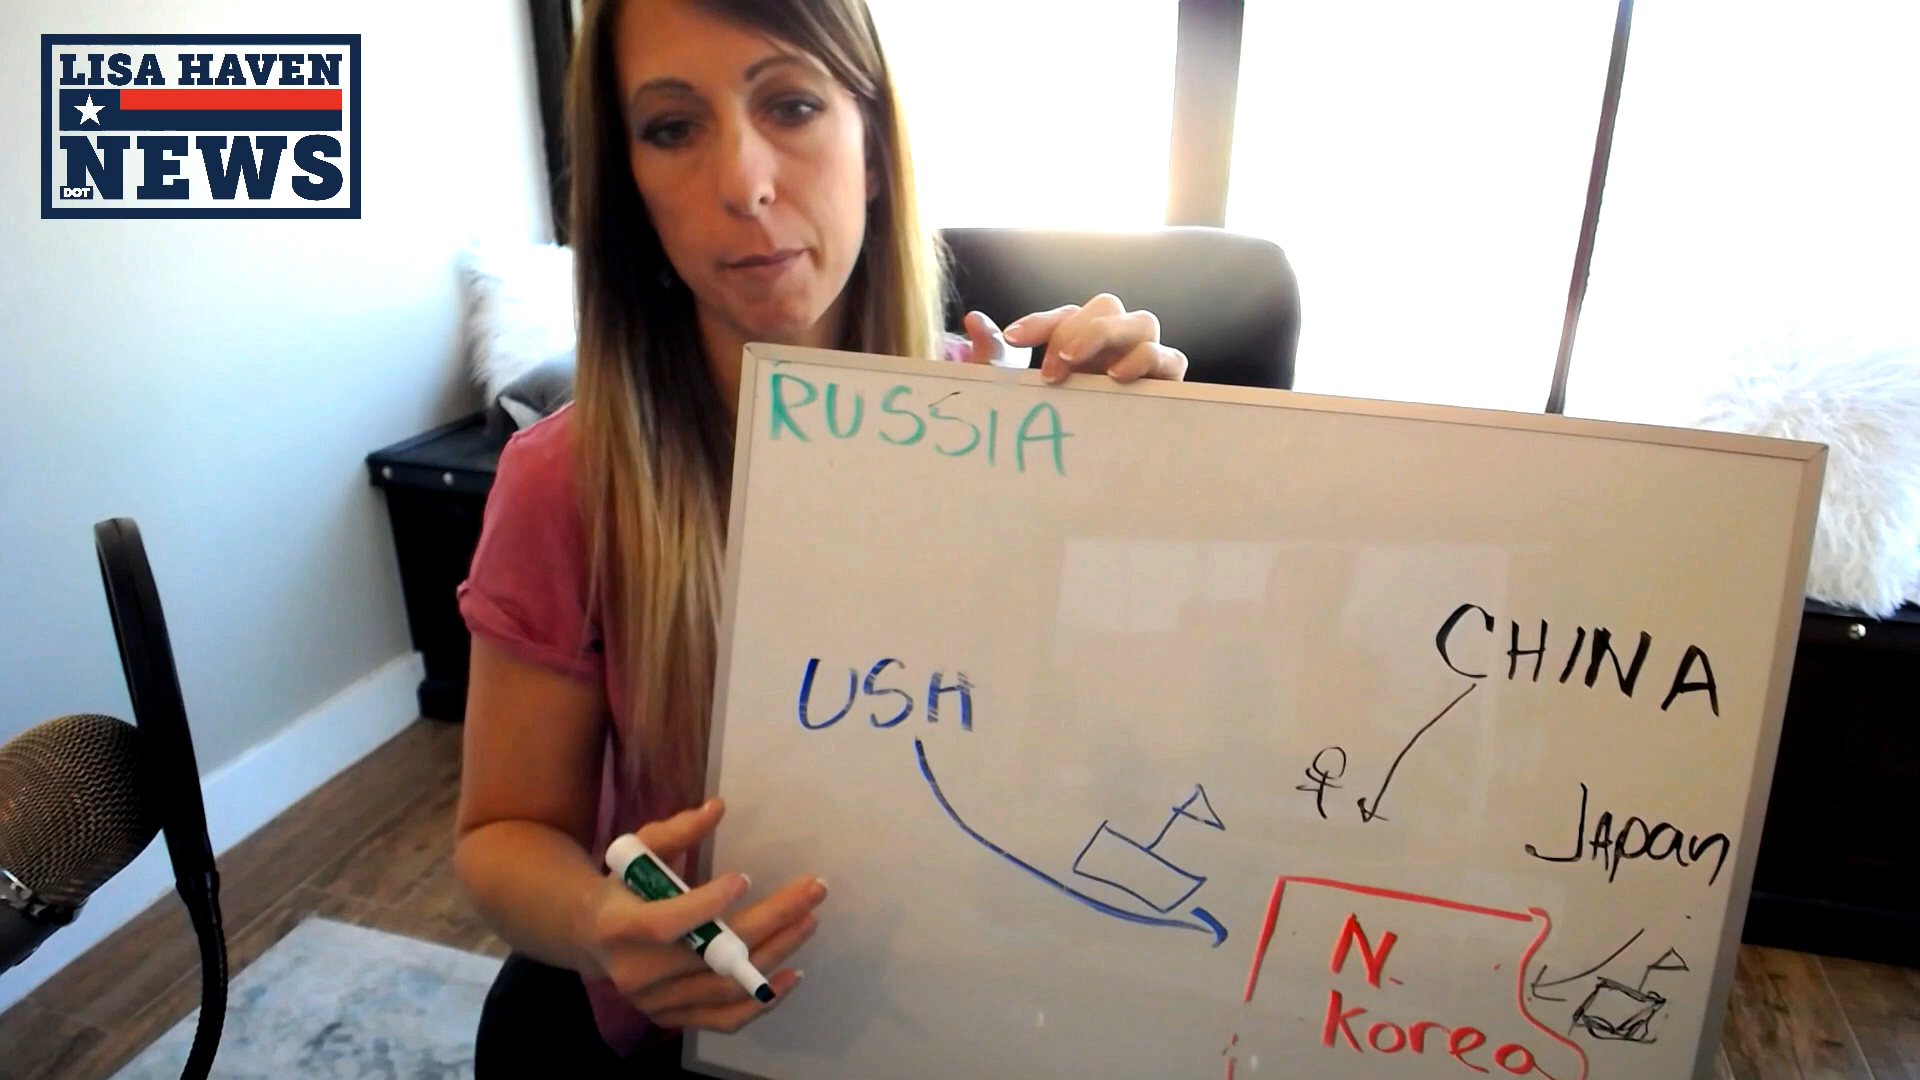 LISA HAVEN
DOT NEWS
RUSSIA
CHINA
USA
JAPan
N.
Korea